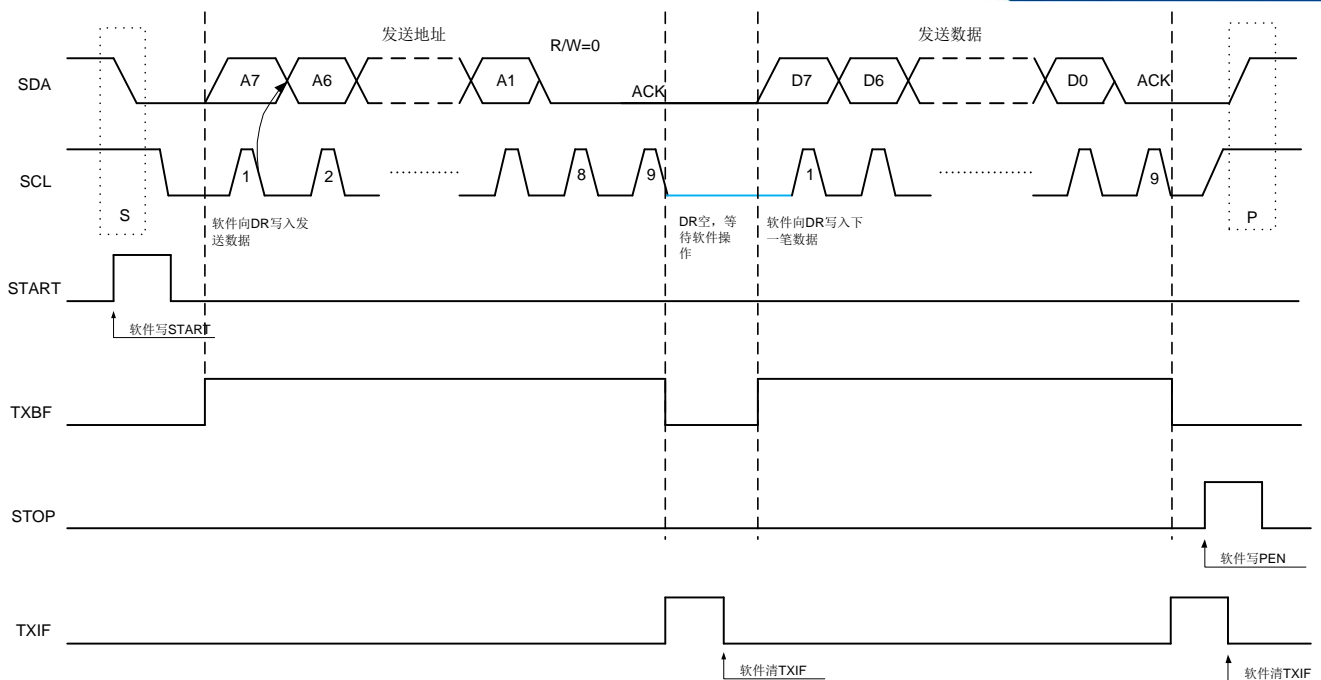 发送地址
R/W=0
发送数据
SDA
A7
A6
A1
ACK
D7
D6
D0
ACK
SCL
1
2
8
9
1
9
S
软件向DR写入发
送数据
DR空，等
待软件操
作
软件向DR写入下
一笔数据
P
START
软件写START
TXBF
STOP
软件写PEN
TXIF
软件清TXIF
软件清TXIF